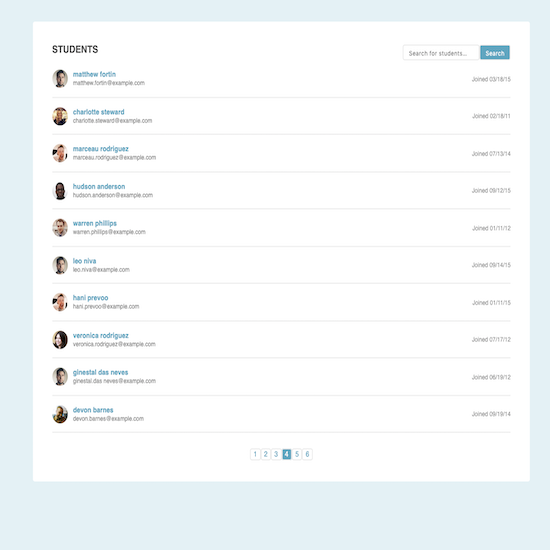 STUDENTS
Search for students...
Search
matthew fortin
matthew.fortin@example.com
Joined 03/18/15
charlotte steward
charlotte.steward@example.com
Joined 02/18/11
marceau rodriguez
marceau.rodriguez@example.com
Joined 07/13/14
hudson anderson
hudson.anderson@example.com
Joined 09/12/15
warren phillips
warren.phillips@example.com
Joined 01/11/12
leo niva
leo.niva@example.com
Joined 09/14/15
hani prevoo
hani.prevoo@example.com
Joined 01/11/15
veronica rodriguez
veronica.rodriguez@example.com
Joined 07/17/12
ginestal das neves
ginestal.das neves@example.com
Joined 06/19/12
devon barnes
devon.barnes@example.com
Joined 09/19/14
1 2 3 4 5 6